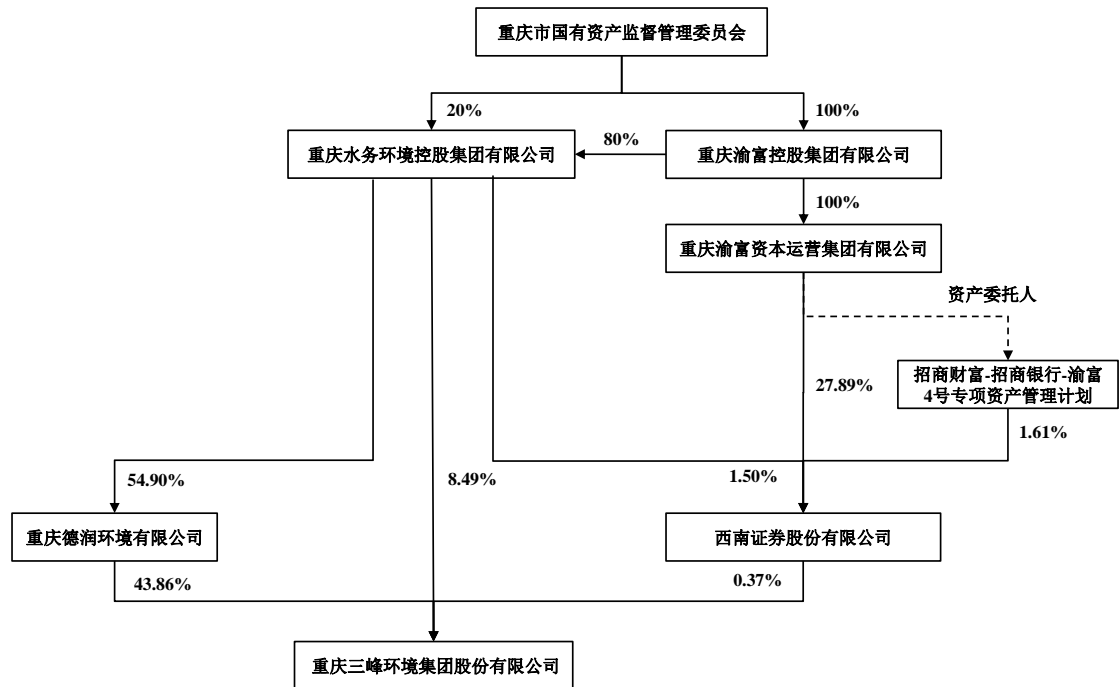 重庆市国有资产监督管理委员会
20%
100%
重庆水务环境控股集团有限公司
80%
重庆渝富控股集团有限公司
100%
重庆渝富资本运营集团有限公司
资产委托人
招商财富-招商银行-渝富
4号专项资产管理计划
27.89%
1.61%
54.90%
8.49%
1.50%
重庆德润环境有限公司
西南证券股份有限公司
43.86%
0.37%
重庆三峰环境集团股份有限公司